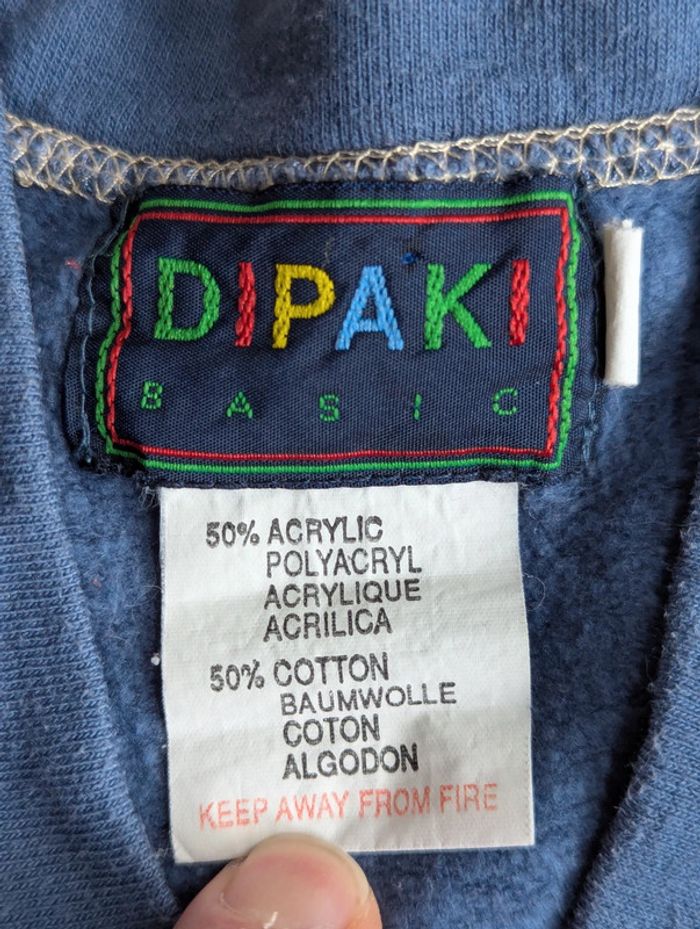 DIPAKI
BASIC
50% ACRYLIC
POLYACRYL
ACRYLIQUE
ACRILICA
50% COTTON
BAUMWOLLE
COTON
ALGODON
KEEP AWAY FROM FIRE